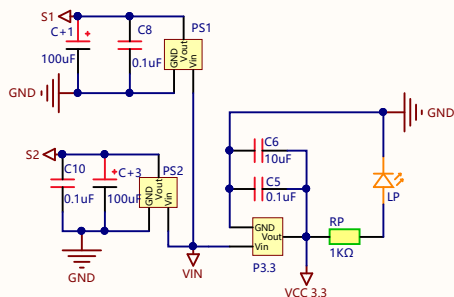 S1
C+1
100uF
C8
0.1uF
PS1
GND
Vout
Vin
GND
S2
C10
0.1uF
C+3
100uF
PS2
GND
Vout
Vin
GND
VIN
C6
10uF
C5
0.1uF
GND
Vout
Vin
P3.3
GND
LP
RP
1KΩ
VCC 3.3